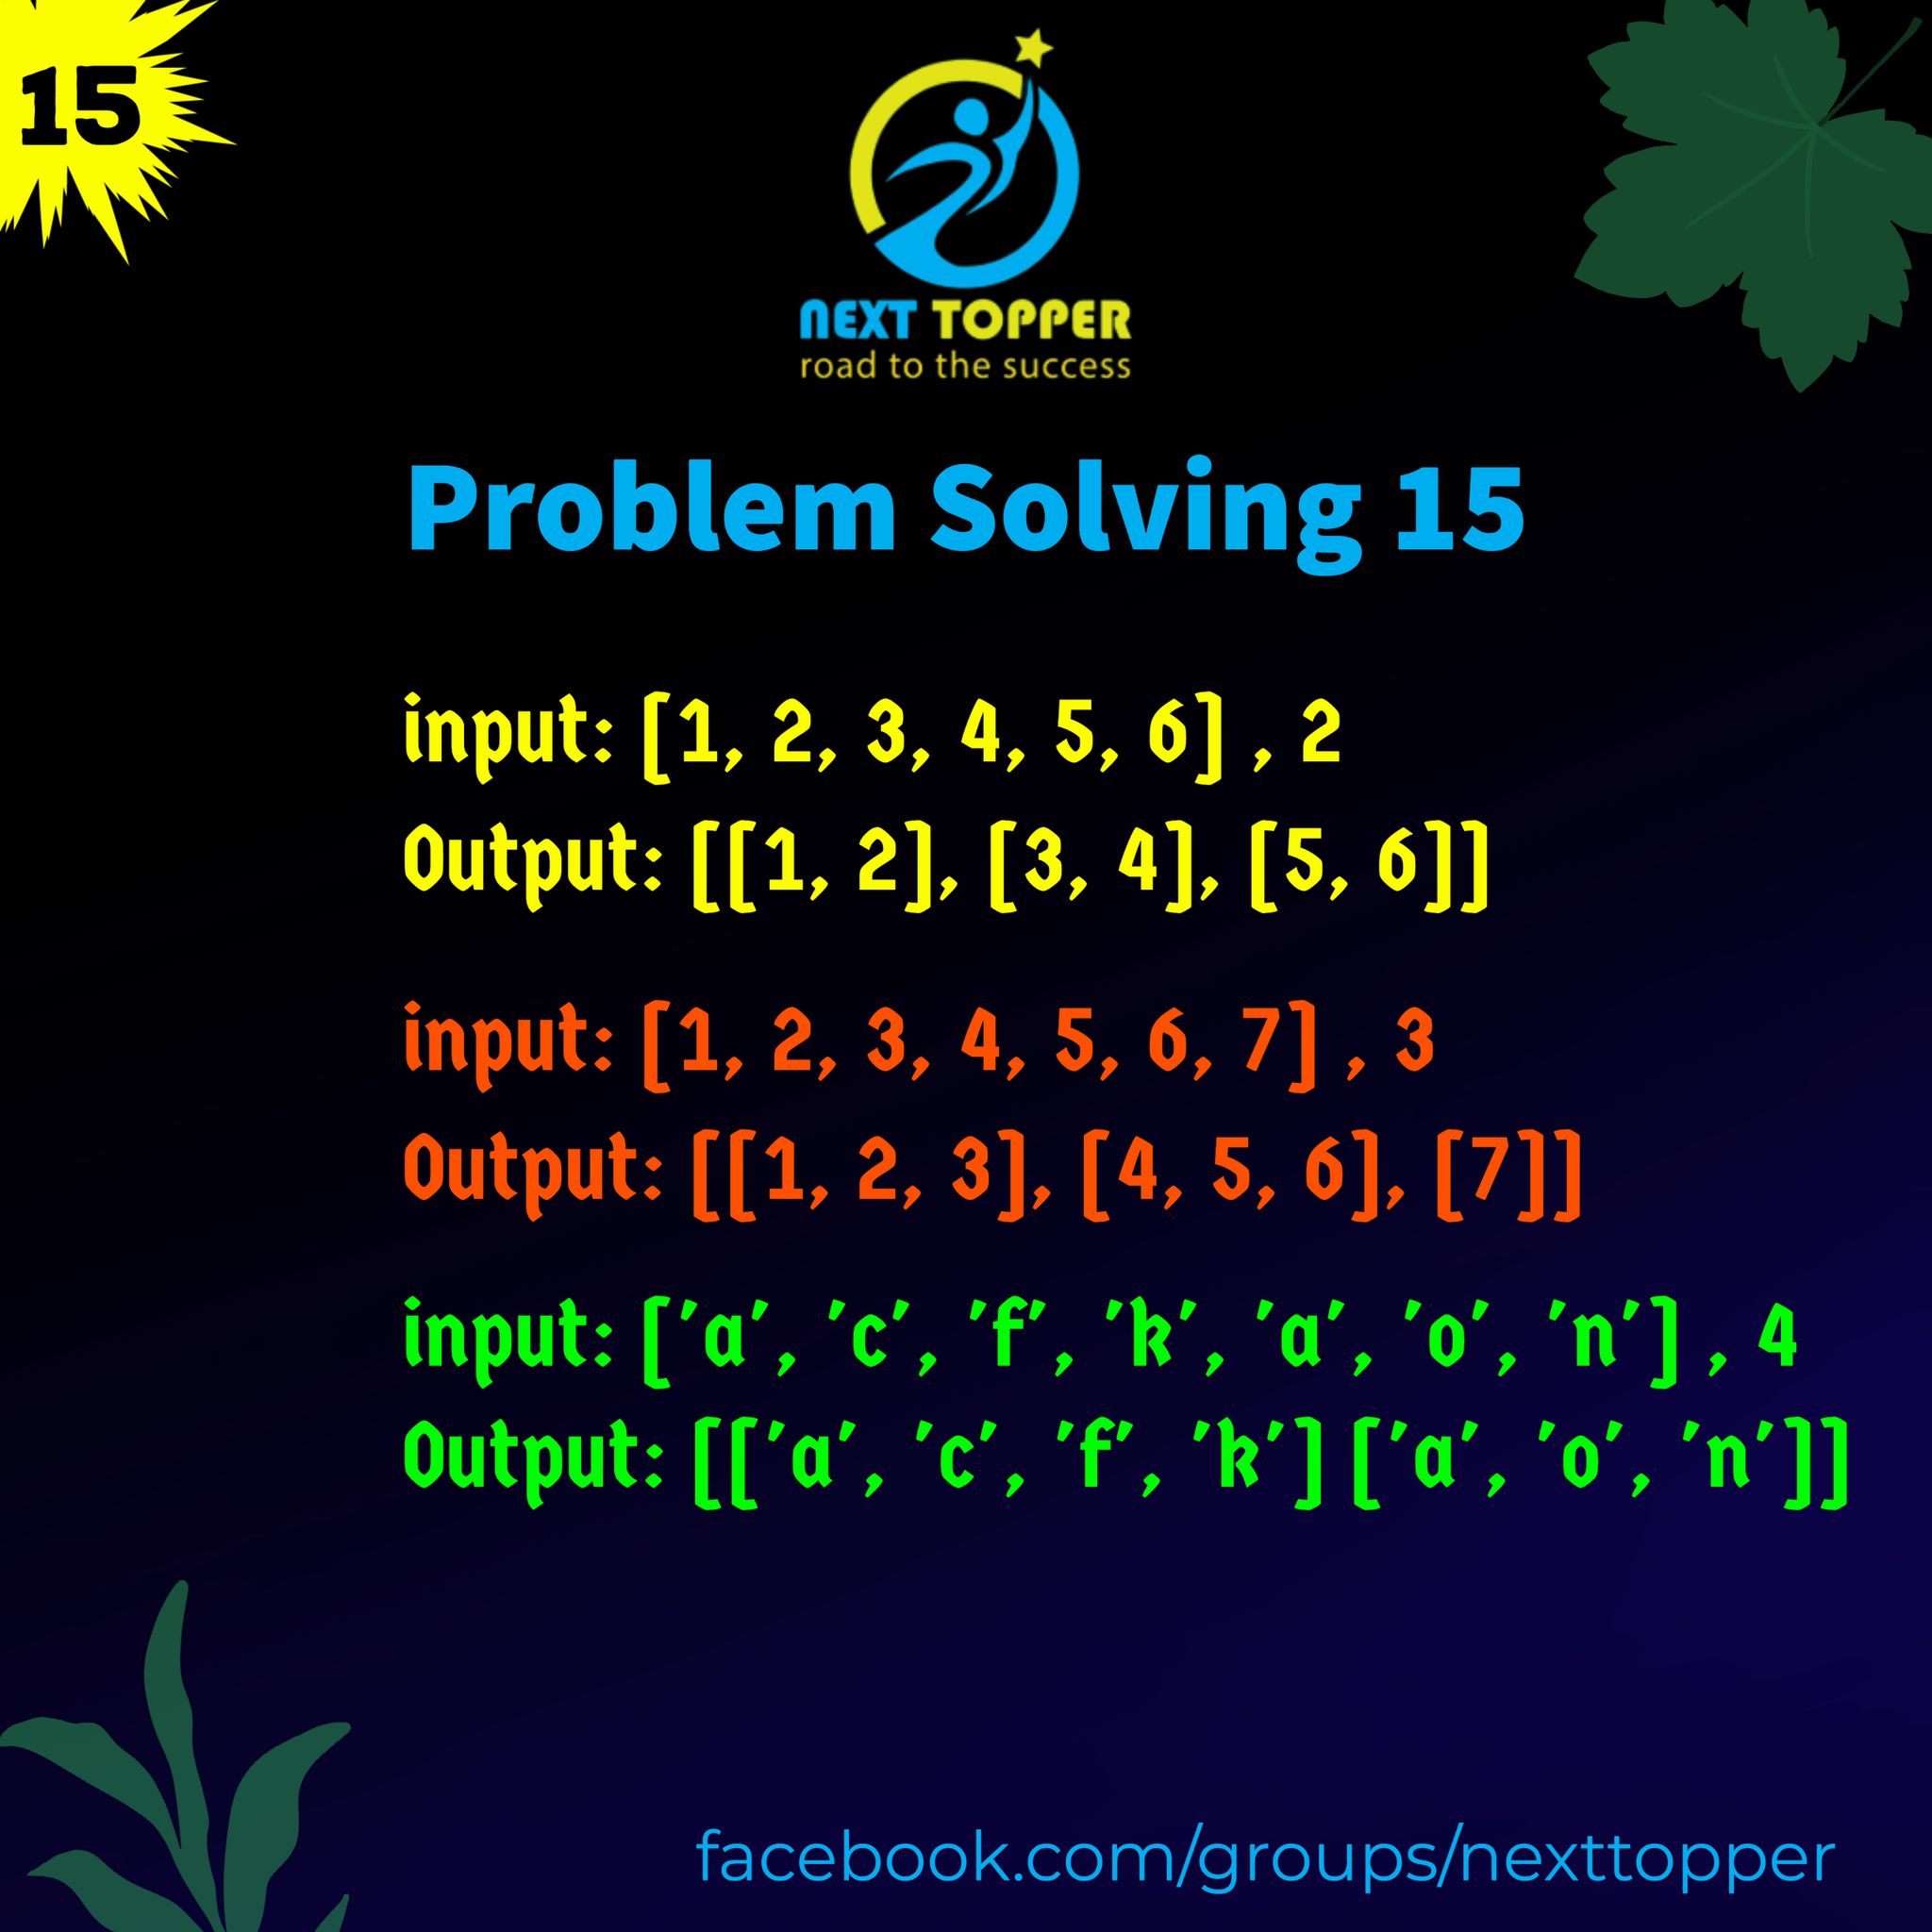 15
NEXT TOPPER
road to the success
Problem Solving 15
input: [1, 2, 3, 4, 5, 6] , 2
Output: [[1, 2], [3, 4], [5, 6]]
input: [1, 2, 3, 4, 5, 6, 7] , 3
Output: [[1, 2, 3], [4, 5, 6], [7]]
input: ['a', 'c', 'f', 'k', 'a', 'o', 'n'] , 4
Output: [['a', 'c', 'f', 'k'] ['a', 'o', 'n']]
facebook.com/groups/nexttopper